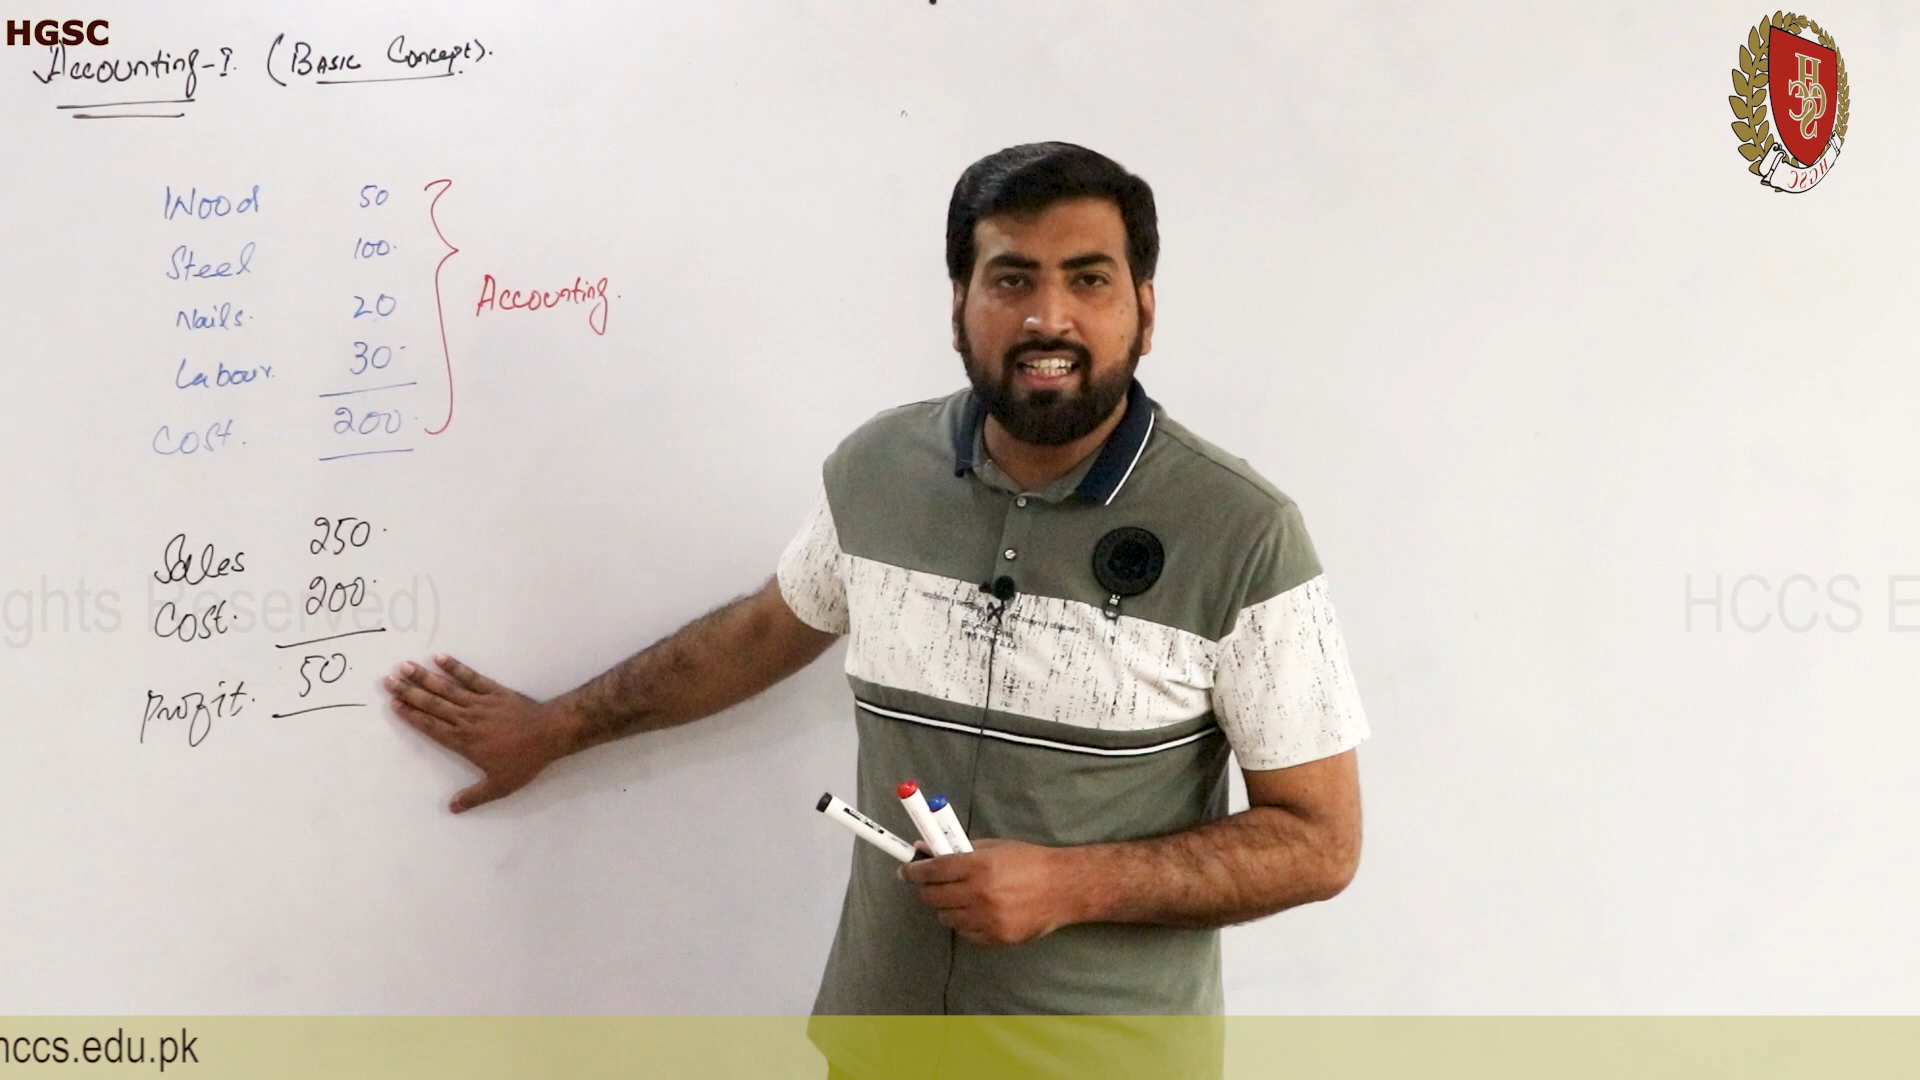 HGSC
Accounting-I. (Basic Concept).
Wood 50
Steel 100.
Nails. 20
Labour. 30
Cost. 200.
Accounting.
Sales 250.
Cost. 200.
Profit. 50.
ghts Reserved)
HCCS E
HGSC
hccs.edu.pk